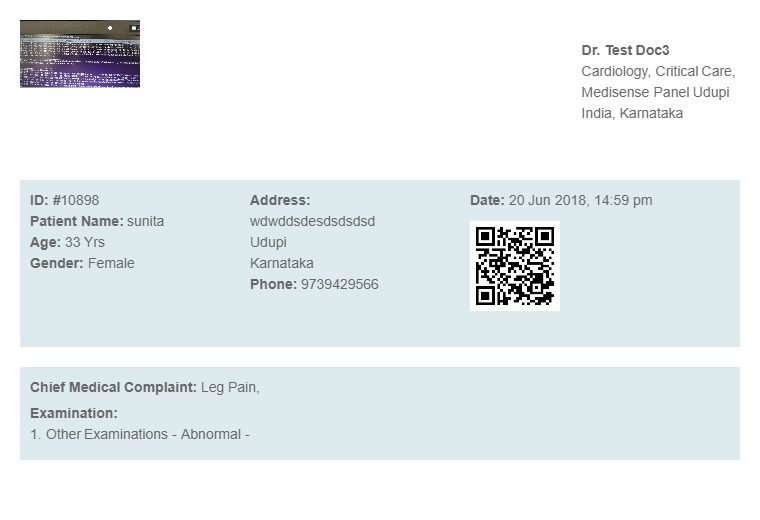 Dr. Test Doc3
Cardiology, Critical Care,
Medisense Panel Udupi
India, Karnataka
ID: #10898
Patient Name: sunita
Age: 33 Yrs
Gender: Female
Address:
wdwddsdesdsdsdsd
Udupi
Karnataka
Phone: 9739429566
Date: 20 Jun 2018, 14:59 pm
Chief Medical Complaint: Leg Pain,
Examination:
1. Other Examinations - Abnormal -